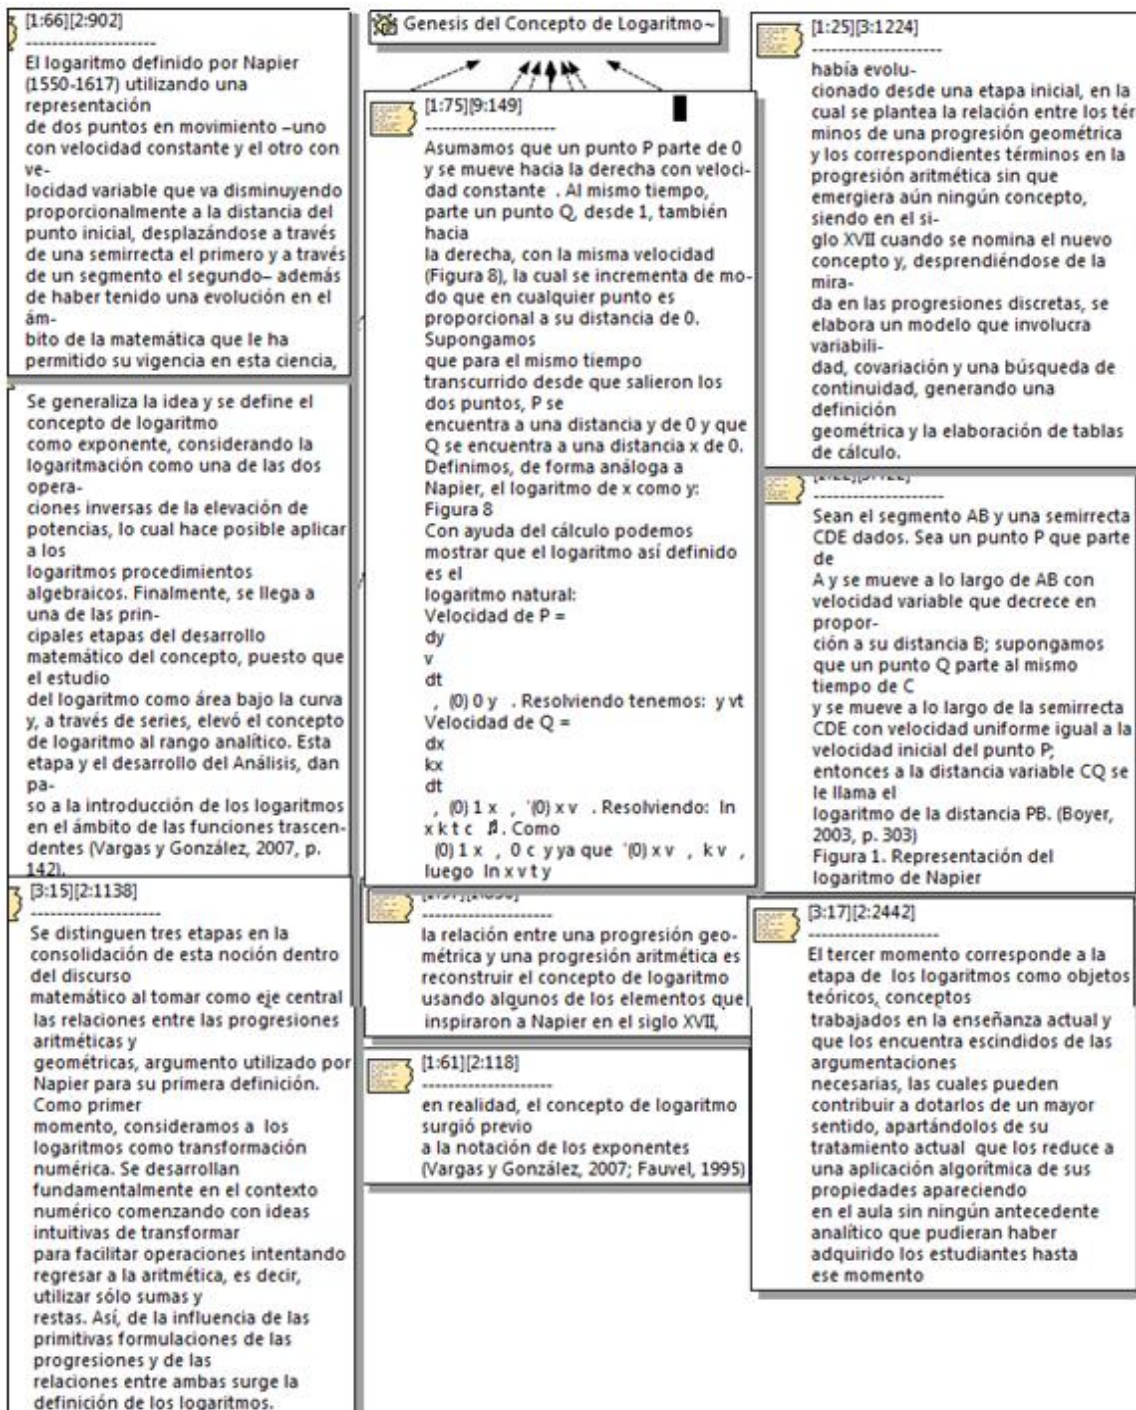 Genesis del Concepto de Logaritmo~
[1:66][2:902]
--------------------
El logaritmo definido por Napier
(1550-1617) utilizando una
representación
de dos puntos en movimiento –uno
con velocidad constante y el otro con
ve-
locidad variable que va disminuyendo
proporcionalmente a la distancia del
punto inicial, desplazándose a través
de una semirrecta el primero y a través
de un segmento el segundo– además
de haber tenido una evolución en el
ám-
bito de la matemática que le ha
permitido su vigencia en esta ciencia,
Se generaliza la idea y se define el
concepto de logaritmo
como exponente, considerando la
logaritmación como una de las dos
opera-
ciones inversas de la elevación de
potencias, lo cual hace posible aplicar
a los
logaritmos procedimientos
algebraicos. Finalmente, se llega a
una de las prin-
cipales etapas del desarrollo
matemático del concepto, puesto que
el estudio
del logaritmo como área bajo la curva
y, a través de series, elevó el concepto
de logaritmo al rango analítico. Esta
etapa y el desarrollo del Análisis, dan
pa-
so a la introducción de los logaritmos
en el ámbito de las funciones trascen-
dentes (Vargas y González, 2007, p.
142).
[3:15][2:1138]
--------------------
Se distinguen tres etapas en la
consolidación de esta noción dentro
del discurso
matemático al tomar como eje central
las relaciones entre las progresiones
aritméticas y
geométricas, argumento utilizado por
Napier para su primera definición.
Como primer
momento, consideramos a los
logaritmos como transformación
numérica. Se desarrollan
fundamentalmente en el contexto
numérico comenzando con ideas
intuitivas de transformar
para facilitar operaciones intentando
regresar a la aritmética, es decir,
utilizar sólo sumas y
restas. Así, de la influencia de las
primitivas formulaciones de las
progresiones y de las
relaciones entre ambas surge la
definición de los logaritmos.
[1:75][9:149]
--------------------
Asumamos que un punto P parte de 0
y se mueve hacia la derecha con veloci-
dad constante . Al mismo tiempo,
parte un punto Q, desde 1, también
hacia
la derecha, con la misma velocidad
(Figura 8), la cual se incrementa de mo-
do que en cualquier punto es
proporcional a su distancia de 0.
Supongamos
que para el mismo tiempo
transcurrido desde que salieron los
dos puntos, P se
encuentra a una distancia y de 0 y que
Q se encuentra a una distancia x de 0.
Definimos, de forma análoga a
Napier, el logaritmo de x como y:
Figura 8
Con ayuda del cálculo podemos
mostrar que el logaritmo así definido
es el
logaritmo natural:
Velocidad de P =
dy
v
dt
, (0) 0 y . Resolviendo tenemos: y vt
Velocidad de Q =
dx
kx
dt
, (0) 1 x , '(0) x v . Resolviendo: ln
x k t c . Como
(0) 1 x , 0 c y ya que '(0) x v , k v ,
luego ln x v t y
--------------------
la relación entre una progresión geo-
métrica y una progresión aritmética es
reconstruir el concepto de logaritmo
usando algunos de los elementos que
inspiraron a Napier en el siglo XVII,
[1:61][2:118]
--------------------
en realidad, el concepto de logaritmo
surgió previo
a la notación de los exponentes
(Vargas y González, 2007; Fauvel, 1995)
[1:25][3:1224]
--------------------
había evolu-
cionado desde una etapa inicial, en la
cual se plantea la relación entre los tér
minos de una progresión geométrica
y los correspondientes términos en la
progresión aritmética sin que
emergiera aún ningún concepto,
siendo en el si-
glo XVII cuando se nomina el nuevo
concepto y, desprendiéndose de la
mira-
da en las progresiones discretas, se
elabora un modelo que involucra
variabili-
dad, covariación y una búsqueda de
continuidad, generando una
definición
geométrica y la elaboración de tablas
de cálculo.
--------------------
Sean el segmento AB y una semirrecta
CDE dados. Sea un punto P que parte
de
A y se mueve a lo largo de AB con
velocidad variable que decrece en
propor-
ción a su distancia B; supongamos
que un punto Q parte al mismo
tiempo de C
y se mueve a lo largo de la semirrecta
CDE con velocidad uniforme igual a la
velocidad inicial del punto P;
entonces a la distancia variable CQ se
le llama el
logaritmo de la distancia PB. (Boyer,
2003, p. 303)
Figura 1. Representación del
logaritmo de Napier
[3:17][2:2442]
--------------------
El tercer momento corresponde a la
etapa de los logaritmos como objetos
teóricos, conceptos
trabajados en la enseñanza actual y
que los encuentra escindidos de las
argumentaciones
necesarias, las cuales pueden
contribuir a dotarlos de un mayor
sentido, apartándolos de su
tratamiento actual que los reduce a
una aplicación algorítmica de sus
propiedades apareciendo
en el aula sin ningún antecedente
analítico que pudieran haber
adquirido los estudiantes hasta
ese momento